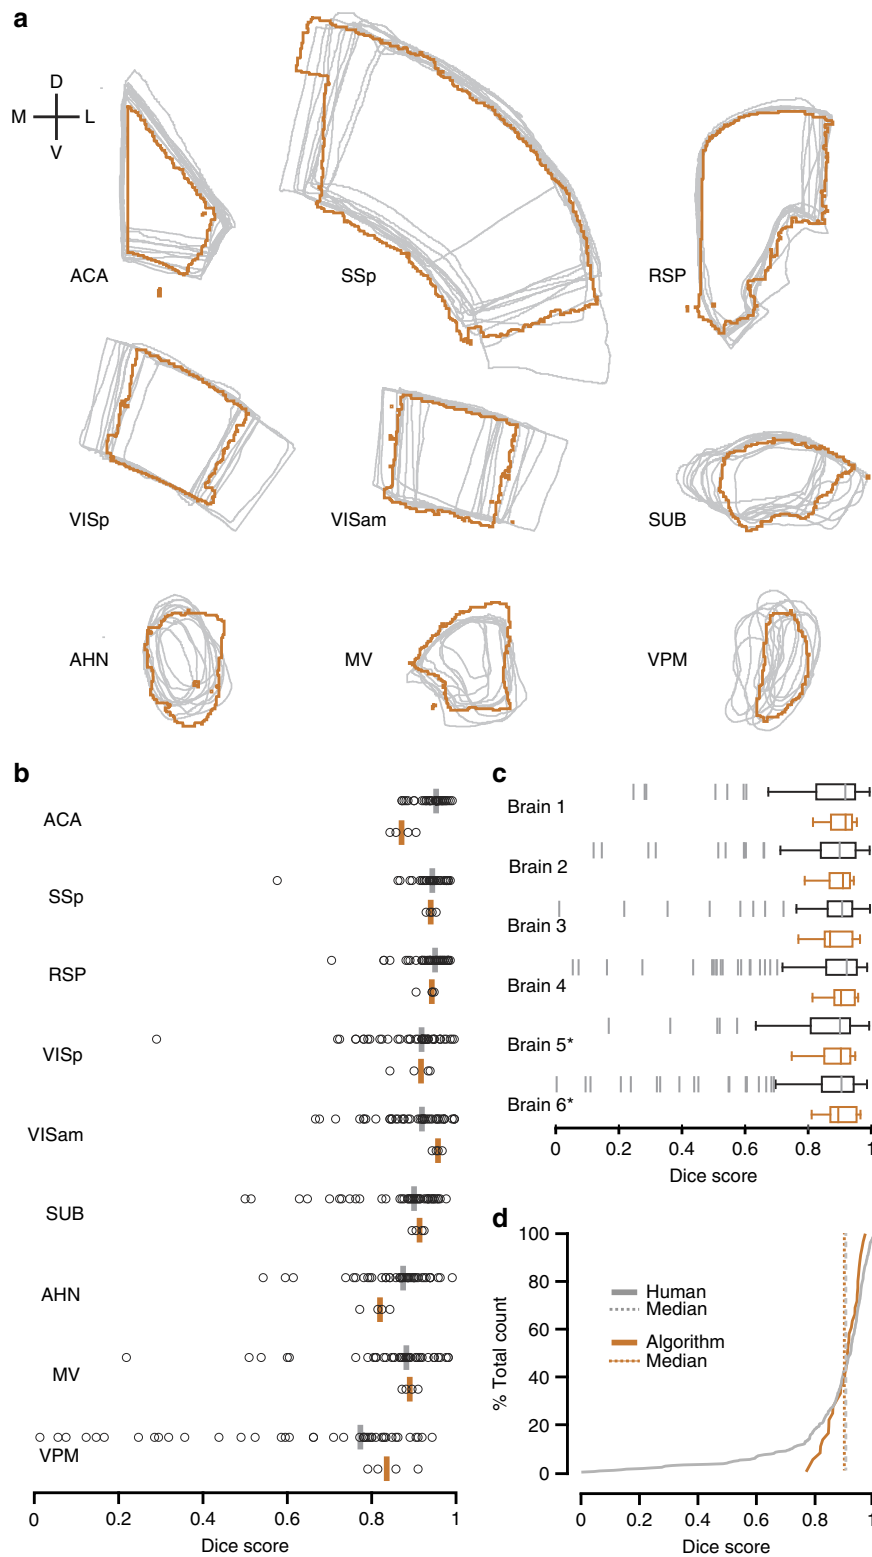 a
D
M L
V
ACA
SSp
RSP
VISp
VISam
SUB
AHN
MV
VPM
b
ACA
SSp
RSP
VISp
VISam
SUB
AHN
MV
VPM
0 0.2 0.4 0.6 0.8 1
Dice score
c
Brain 1
Brain 2
Brain 3
Brain 4
Brain 5*
Brain 6*
0 0.2 0.4 0.6 0.8 1
Dice score
d
100
80
60
40
20
0
% Total count
Human
Median
Algorithm
Median
0 0.2 0.4 0.6 0.8 1
Dice score